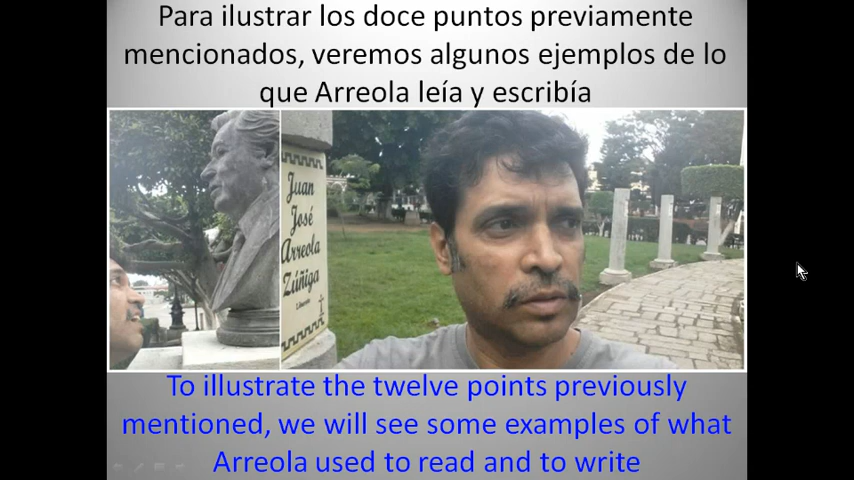 Para ilustrar los doce puntos previamente
mencionados, veremos algunos ejemplos de lo
que Arreola leía y escribía
Juan
José
Arreola
Zúñiga
To illustrate the twelve points previously
mentioned, we will see some examples of what
Arreola used to read and to write